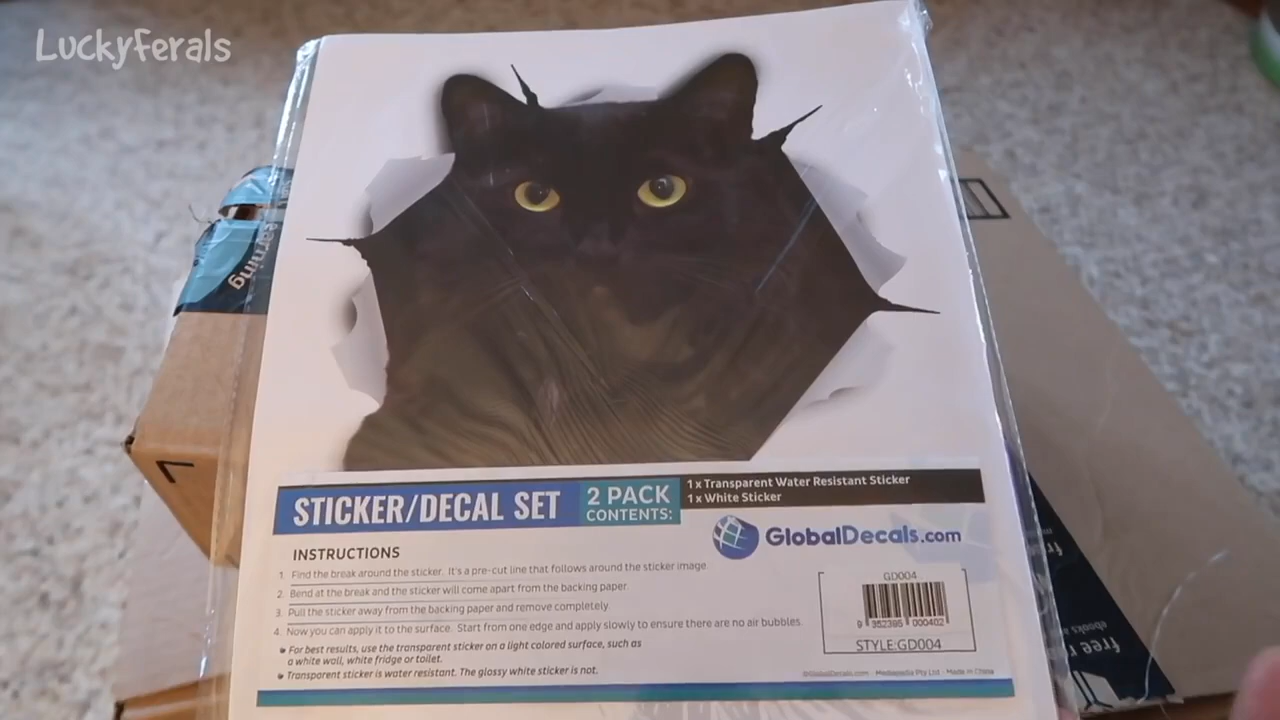 LuckyFerals
earning
STICKER/DECAL SET
2 PACK
CONTENTS:
1 x Transparent Water Resistant Sticker
1 x White Sticker
GlobalDecals.com
INSTRUCTIONS
1. Find the break around the sticker. It's a pre-cut line that follows around the sticker image.
2. Bend at the break and the sticker will come apart from the backing paper.
3. Pull the sticker away from the backing paper and remove completely.
4. Now you can apply it to the surface. Start from one edge and apply slowly to ensure there are no air bubbles.
• For best results, use the transparent sticker on a light colored surface, such as
a white wall, white fridge or toilet.
• Transparent sticker is water resistant. The glossy white sticker is not.
GD004
9 352395 000402
STYLE:GD004
©GlobalDecals.com - Mediapedia Pty Ltd - Made in China
free
ebooks